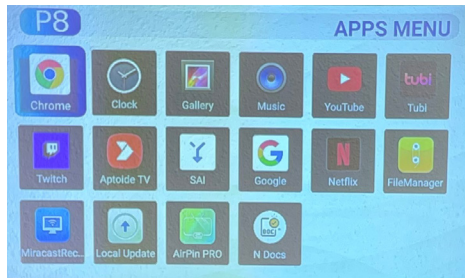 P8
APPS MENU
Chrome
Clock
Gallery
Music
YouTube
tubi
Tubi
Twitch
Aptoide TV
SAI
Google
Netflix
FileManager
MiracastRec...
Local Update
AirPin PRO
DOC
N Docs